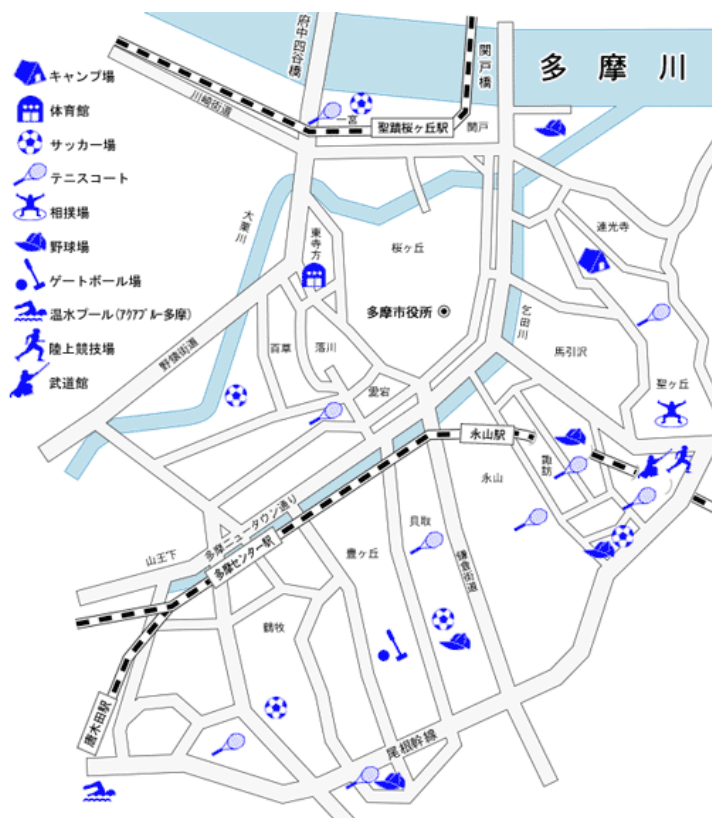 キャンプ場
体育館
サッカー場
テニスコート
相撲場
野球場
ゲートボール場
温水プール(アクアブルー多摩)
陸上競技場
武道館
多摩川
府中四谷橋
関戸橋
川崎街道
一宮
聖蹟桜ヶ丘駅
関戸
大栗川
東寺方
桜ヶ丘
連光寺
多摩市役所
乞田川
野猿街道
百草
落川
馬引沢
愛宕
聖ヶ丘
永山駅
諏訪
永山
多摩ニュータウン通り
山王下
多摩センター駅
豊ヶ丘
貝取
鎌倉街道
鶴牧
唐木田駅
尾根幹線